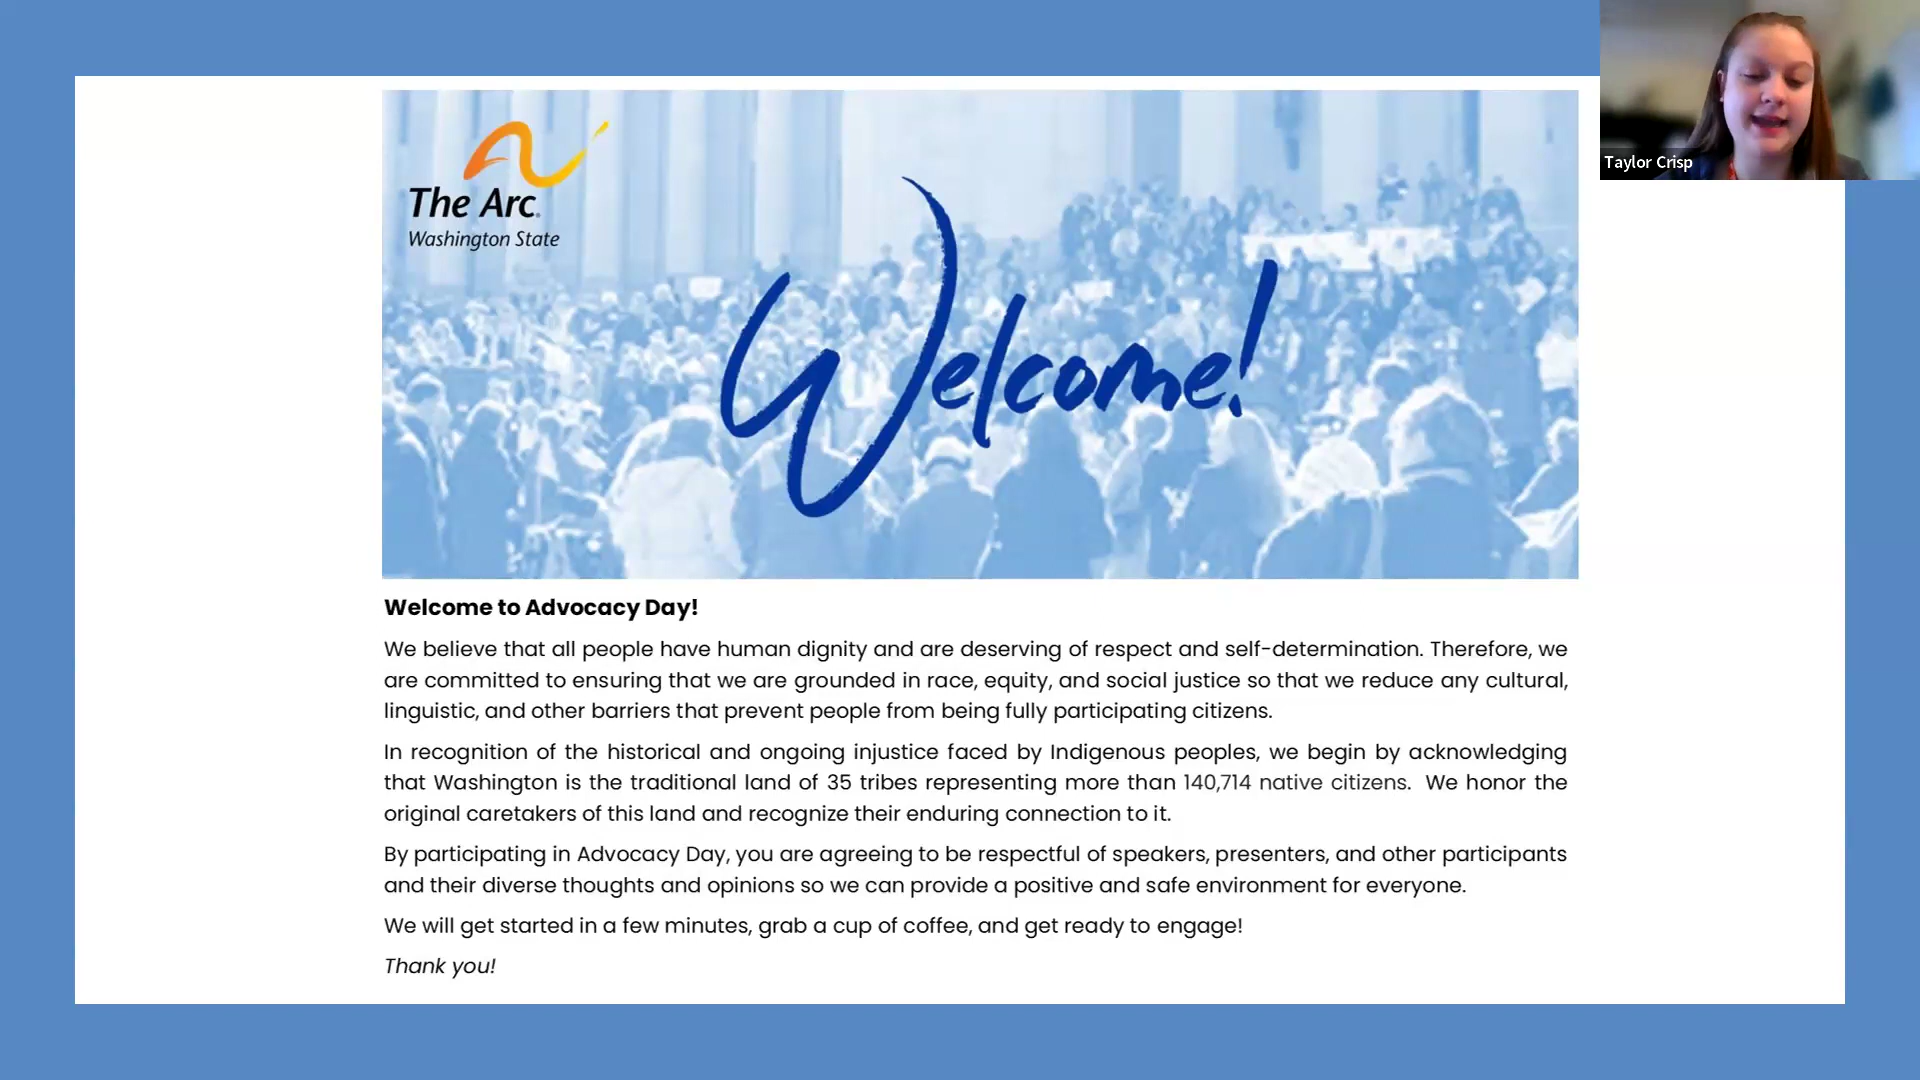 The Arc
Washington State
Welcome!
Taylor Crisp
Welcome to Advocacy Day!
We believe that all people have human dignity and are deserving of respect and self-determination. Therefore, we
are committed to ensuring that we are grounded in race, equity, and social justice so that we reduce any cultural,
linguistic, and other barriers that prevent people from being fully participating citizens.
In recognition of the historical and ongoing injustice faced by Indigenous peoples, we begin by acknowledging
that Washington is the traditional land of 35 tribes representing more than 140,714 native citizens.  We honor the
original caretakers of this land and recognize their enduring connection to it.
By participating in Advocacy Day, you are agreeing to be respectful of speakers, presenters, and other participants
and their diverse thoughts and opinions so we can provide a positive and safe environment for everyone.
We will get started in a few minutes, grab a cup of coffee, and get ready to engage!
Thank you!